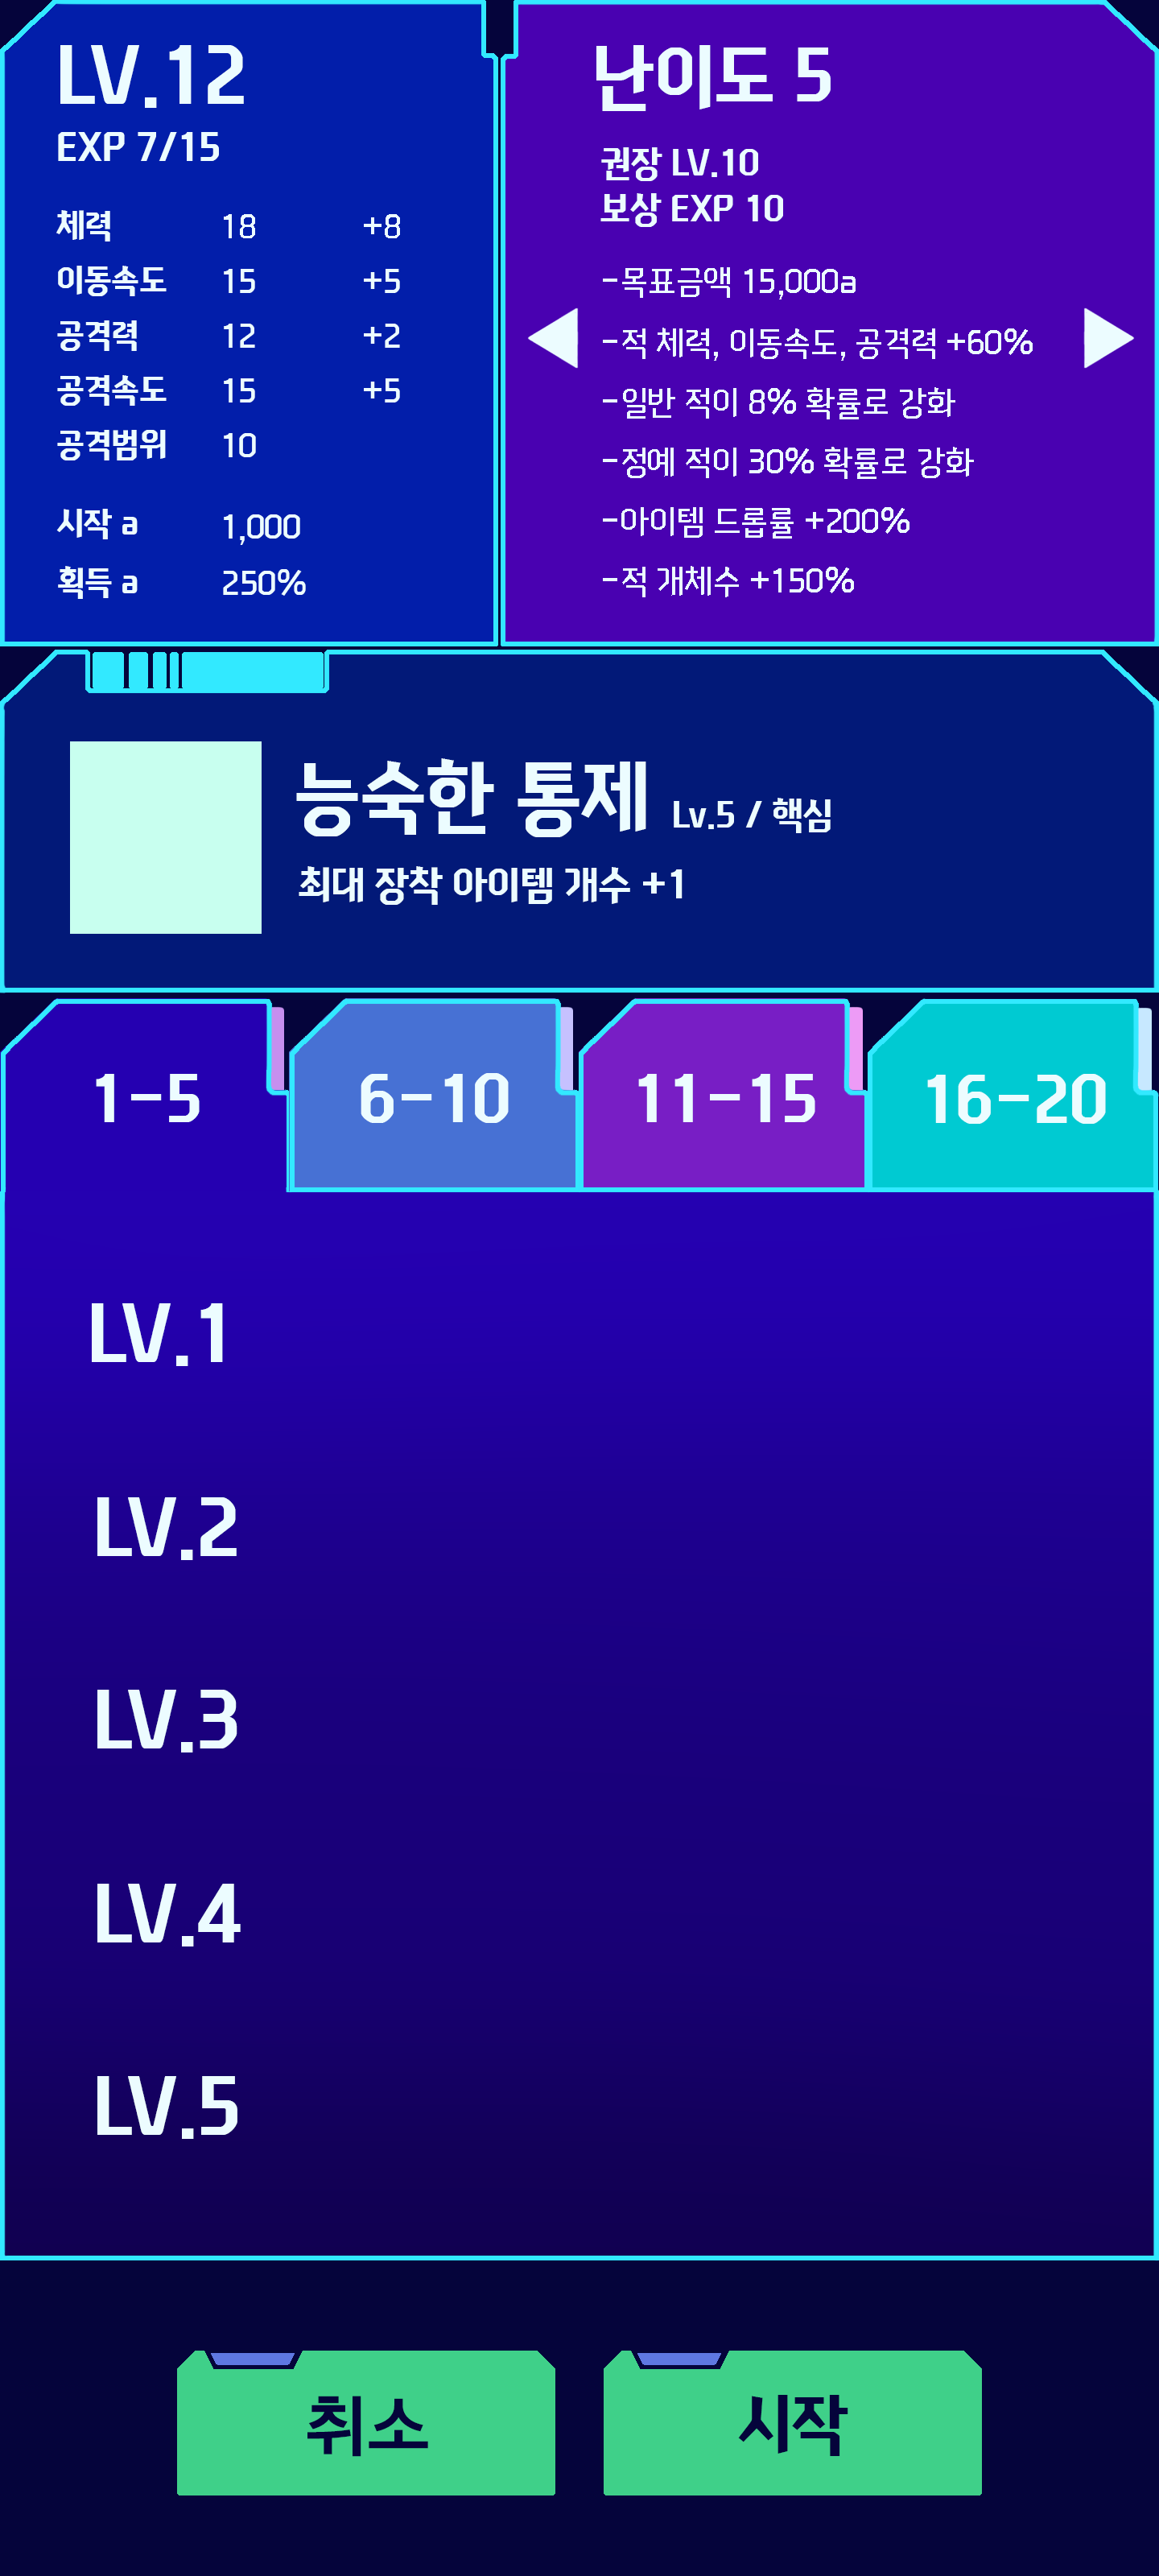 LV.12
EXP 7/15
체력 18 +8
이동속도 15 +5
공격력 12 +2
공격속도 15 +5
공격범위 10
시작 a 1,000
획득 a 250%
난이도 5
권장 LV.10
보상 EXP 10
-목표금액 15,000a
-적 체력, 이동속도, 공격력 +60%
-일반 적이 8% 확률로 강화
-정예 적이 30% 확률로 강화
-아이템 드롭률 +200%
-적 개체수 +150%
능숙한 통제 Lv.5 / 핵심
최대 장착 아이템 개수 +1
1-5
6-10
11-15
16-20
LV.1
LV.2
LV.3
LV.4
LV.5
취소
시작